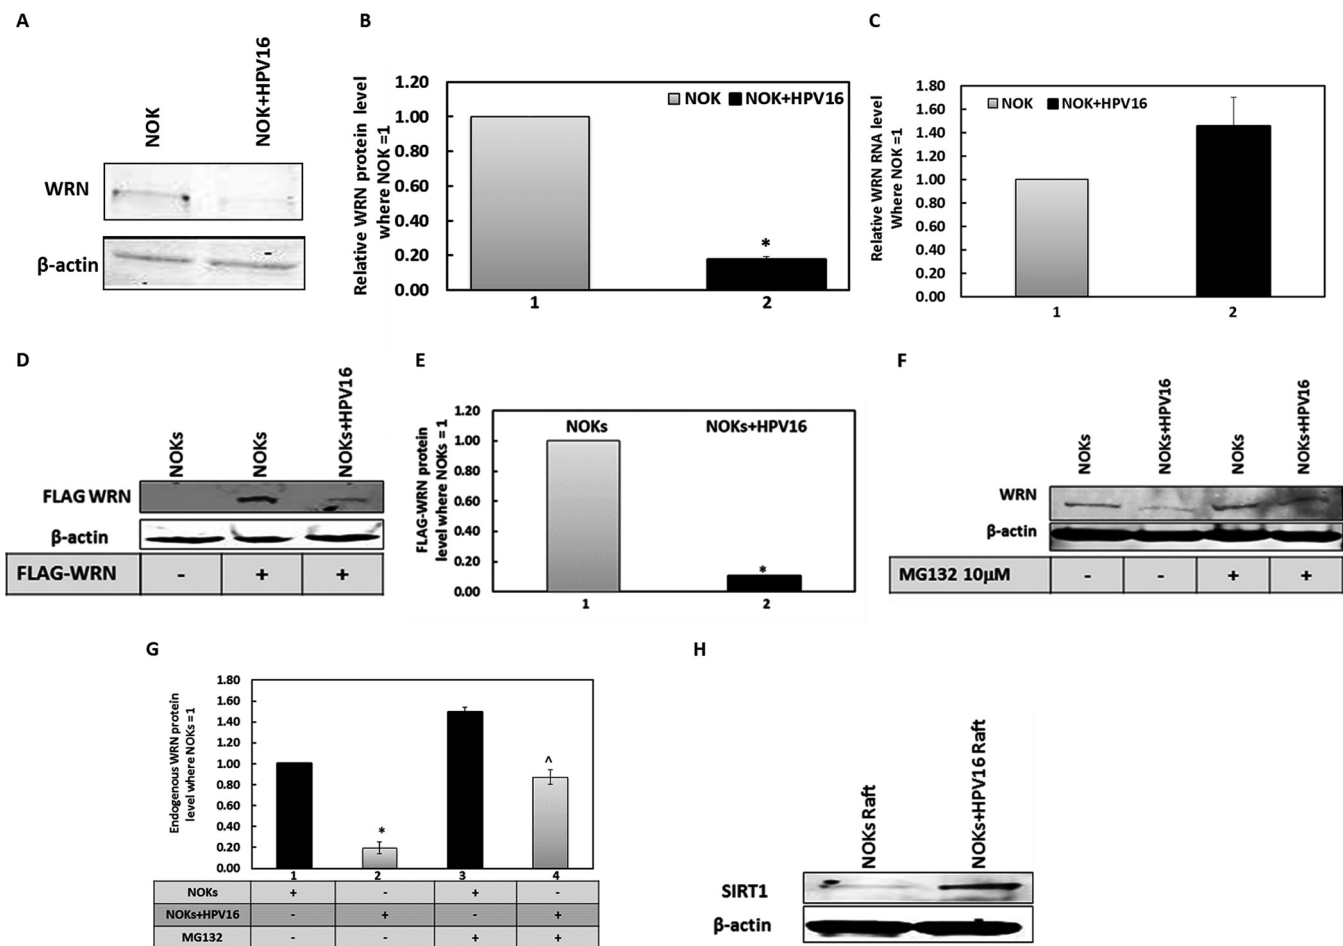 A
NOK
NOK+HPV16
WRN
β-actin
B
Relative WRN protein level
where NOK =1
1.20
1.00
0.80
0.60
0.40
0.20
0.00
NOK NOK+HPV16
*
1 2
C
Relative WRN RNA level
Where NOK =1
1.80
1.60
1.40
1.20
1.00
0.80
0.60
0.40
0.20
0.00
NOK NOK+HPV16
1 2
D
NOKs
NOKs
NOKs+HPV16
FLAG WRN
β-actin
FLAG-WRN - + +
E
FLAG-WRN protein
level where NOKs = 1
1.20
1.00
0.80
0.60
0.40
0.20
0.00
NOKs NOKs+HPV16
*
1 2
F
NOKs
NOKs+HPV16
NOKs
NOKs+HPV16
WRN
β-actin
MG132 10µM - - + +
G
Endogenous WRN protein
level where NOKs =1
1.80
1.60
1.40
1.20
1.00
0.80
0.60
0.40
0.20
0.00
*
^
1 2 3 4
NOKs + - + -
NOKs+HPV16 - + - +
MG132 - - + +
H
NOKs Raft
NOKs+HPV16 Raft
SIRT1
β-actin